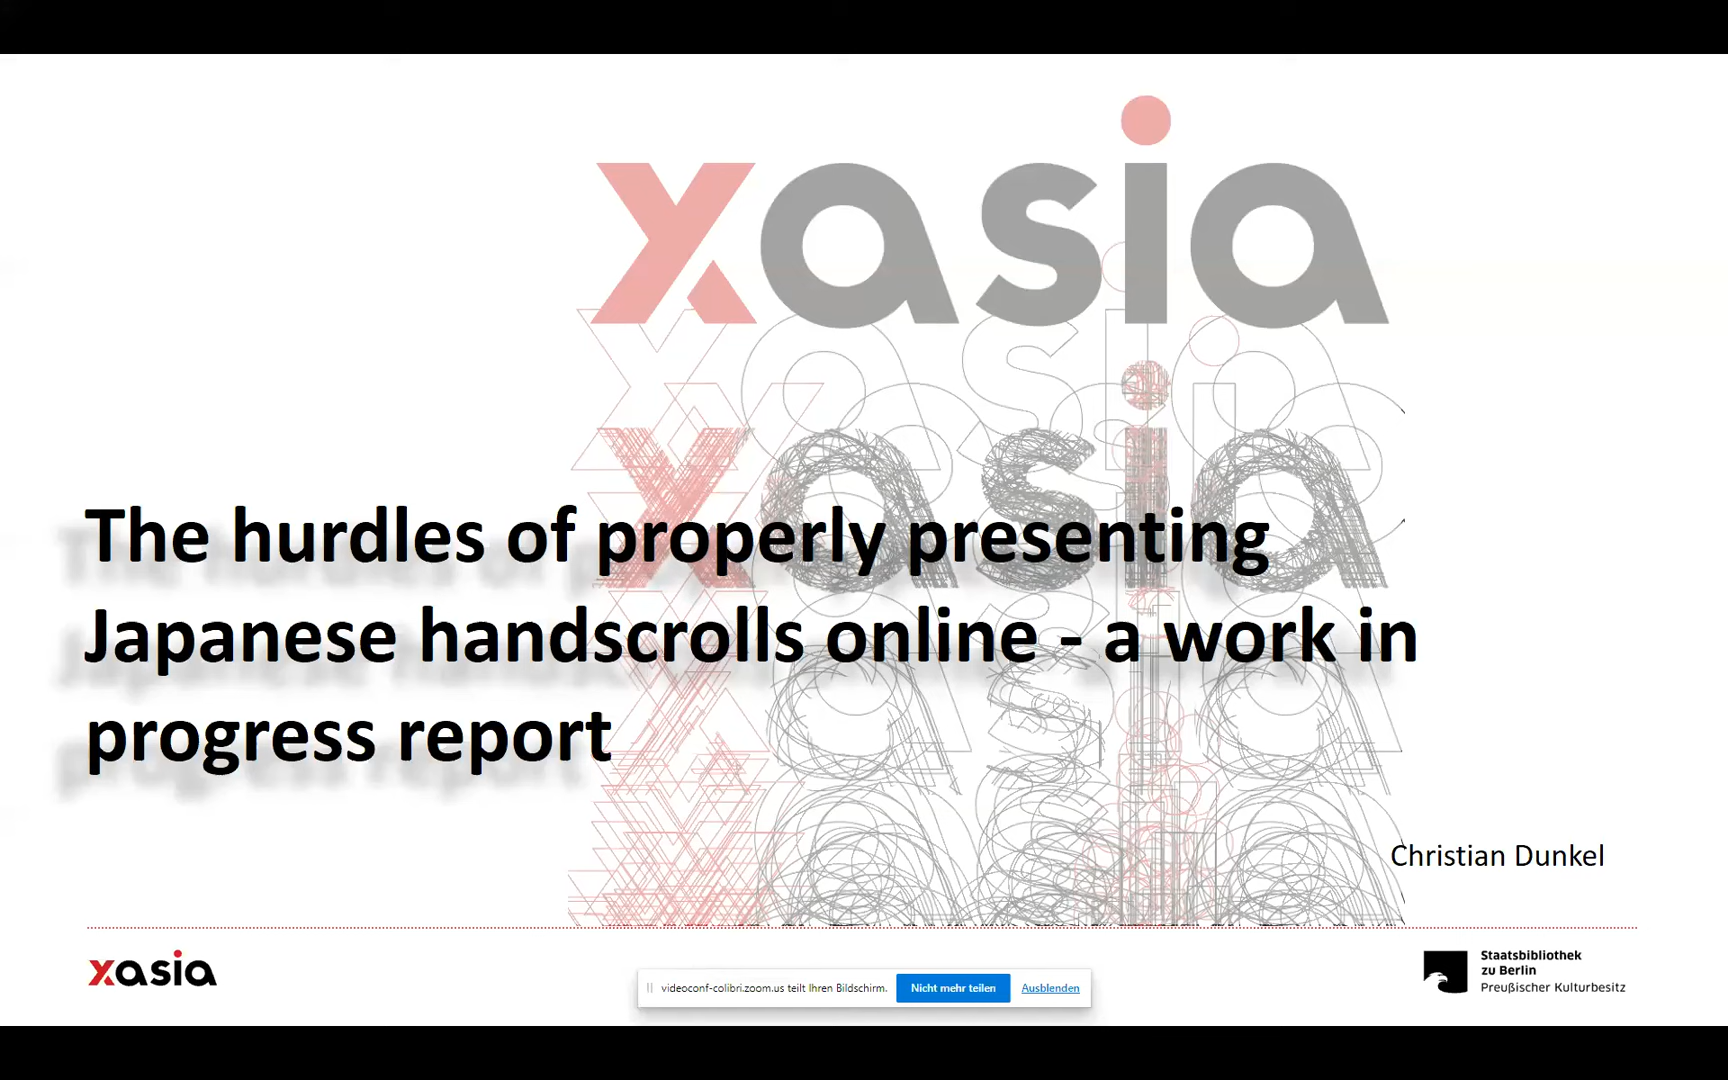 xasia
xasia
The hurdles of properly presenting
Japanese handscrolls online - a work in
progress report
Christian Dunkel
xasia
videoconf-colibri.zoom.us teilt Ihren Bildschirm.
Nicht mehr teilen
Ausblenden
Staatsbibliothek
zu Berlin
Preußischer Kulturbesitz